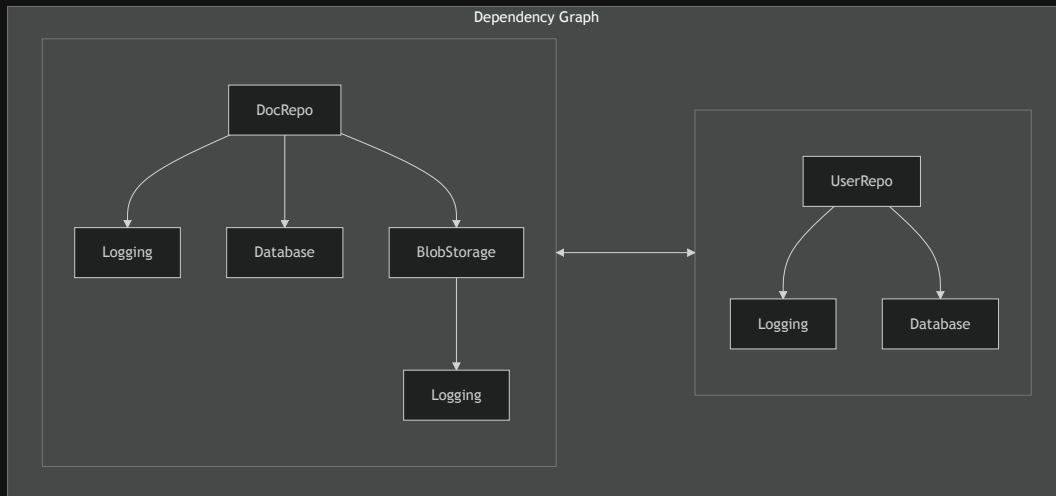 Dependency Graph
DocRepo
Logging
Database
BlobStorage
Logging
UserRepo
Logging
Database